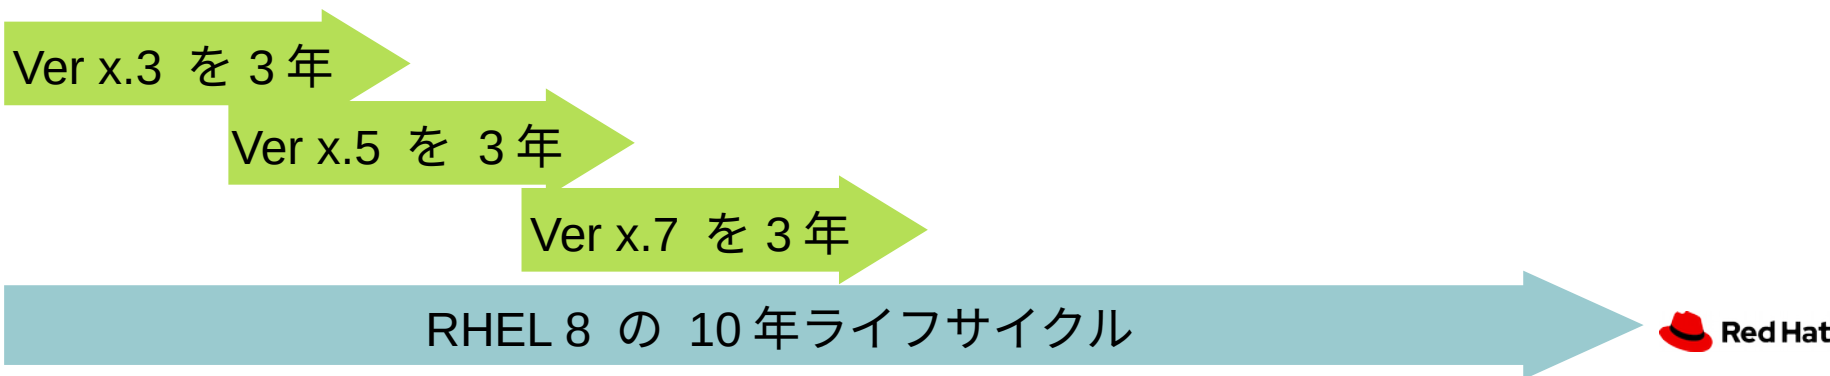 Ver x.3 を 3 年
Ver x.5 を 3 年
Ver x.7 を 3 年
RHEL 8 の 10 年ライフサイクル
Red Hat